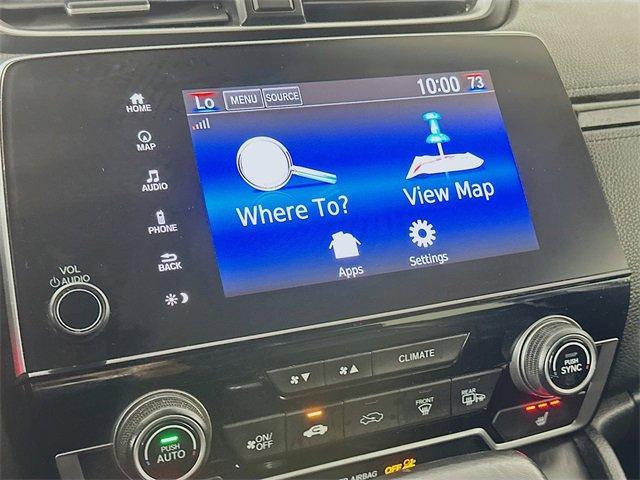 Lo MENU SOURCE 10:00 73
HOME
MAP
AUDIO
PHONE
BACK
Where To?
View Map
Apps
Settings
VOL
AUDIO
CLIMATE
PUSH
SYNC
PUSH
AUTO
ON/
OFF
FRONT
REAR
AIRBAG OFF